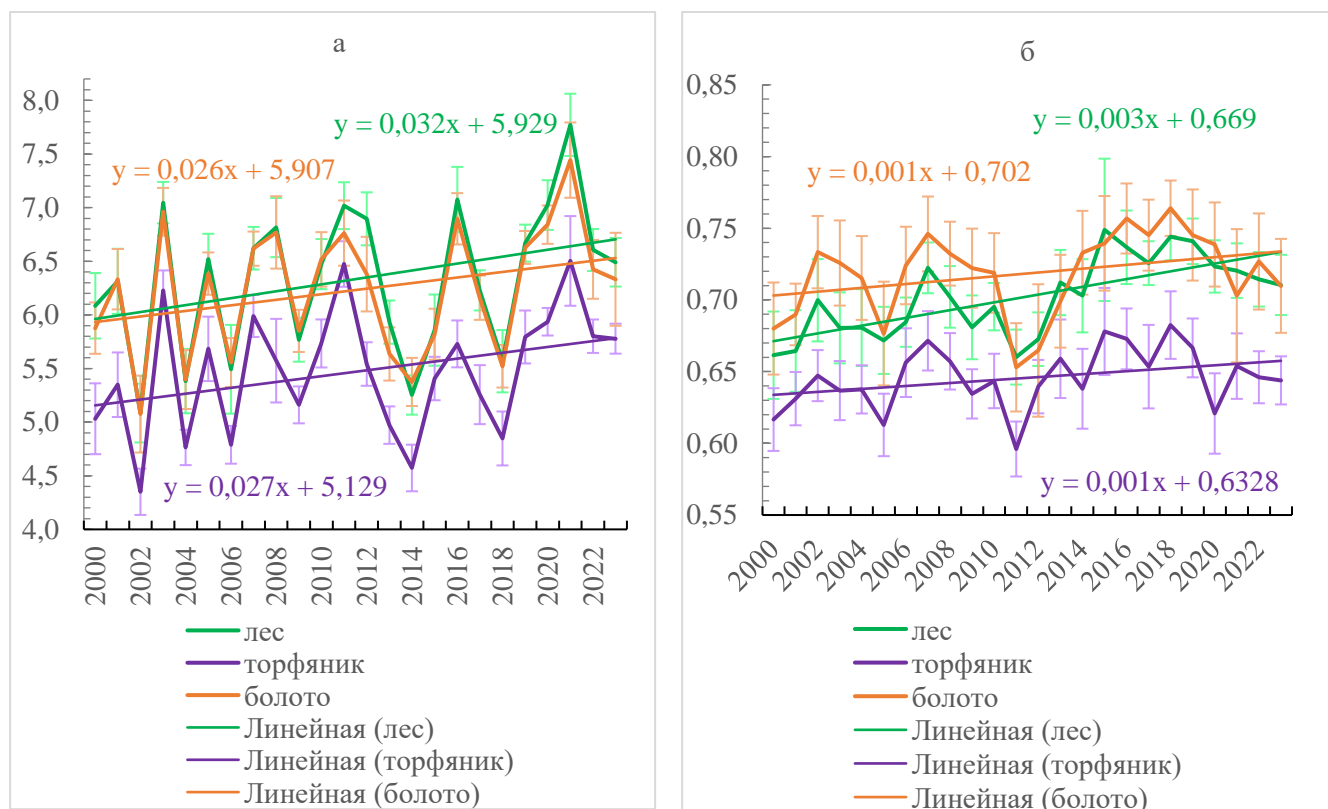 а
8,0
7,5
7,0
6,5
6,0
5,5
5,0
4,5
4,0
y = 0,032x + 5,929
y = 0,026x + 5,907
y = 0,027x + 5,129
2000
2002
2004
2006
2008
2010
2012
2014
2016
2018
2020
2022
лес
торфяник
болото
Линейная (лес)
Линейная (торфяник)
Линейная (болото)
б
0,85
0,80
0,75
0,70
0,65
0,60
0,55
y = 0,003x + 0,669
y = 0,001x + 0,702
y = 0,001x + 0,6328
2000
2002
2004
2006
2008
2010
2012
2014
2016
2018
2020
2022
лес
торфяник
болото
Линейная (лес)
Линейная (торфяник)
Линейная (болото)